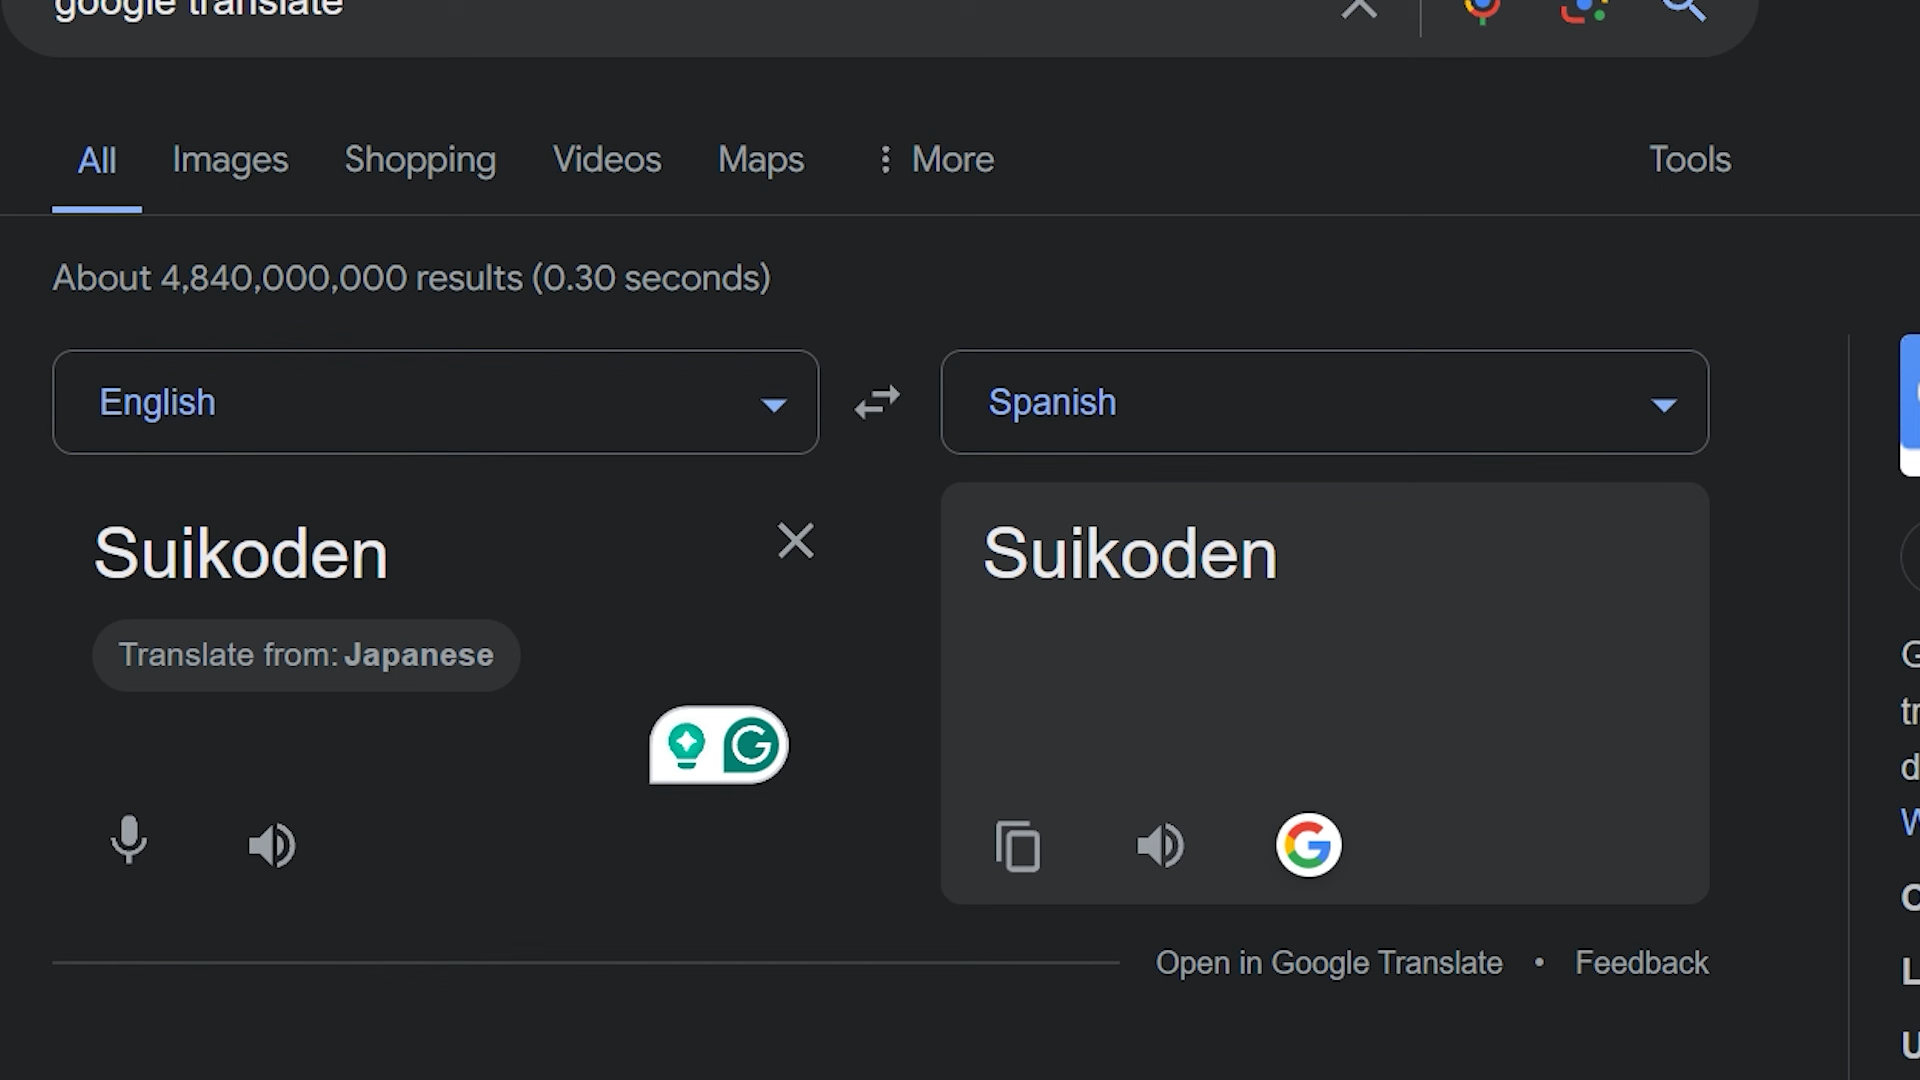 google translate
All Images Shopping Videos Maps More Tools
About 4,840,000,000 results (0.30 seconds)
English Spanish
Suikoden Suikoden
Translate from: Japanese
Open in Google Translate • Feedback